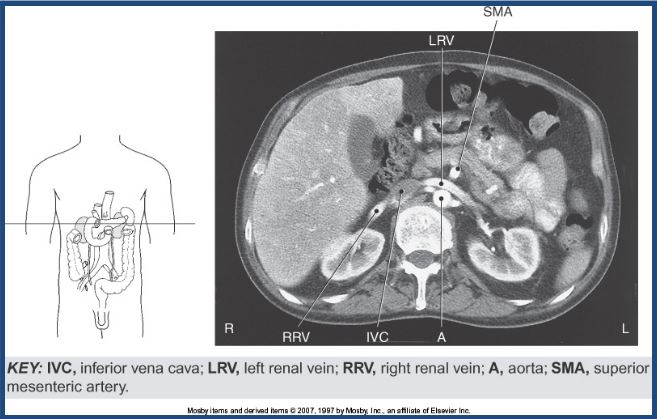 SMA
LRV
R
L
RRV
IVC
A
KEY: IVC, inferior vena cava; LRV, left renal vein; RRV, right renal vein; A, aorta; SMA, superior
mesenteric artery.
Mosby items and derived items © 2007, 1997 by Mosby, Inc., an affiliate of Elsevier Inc.